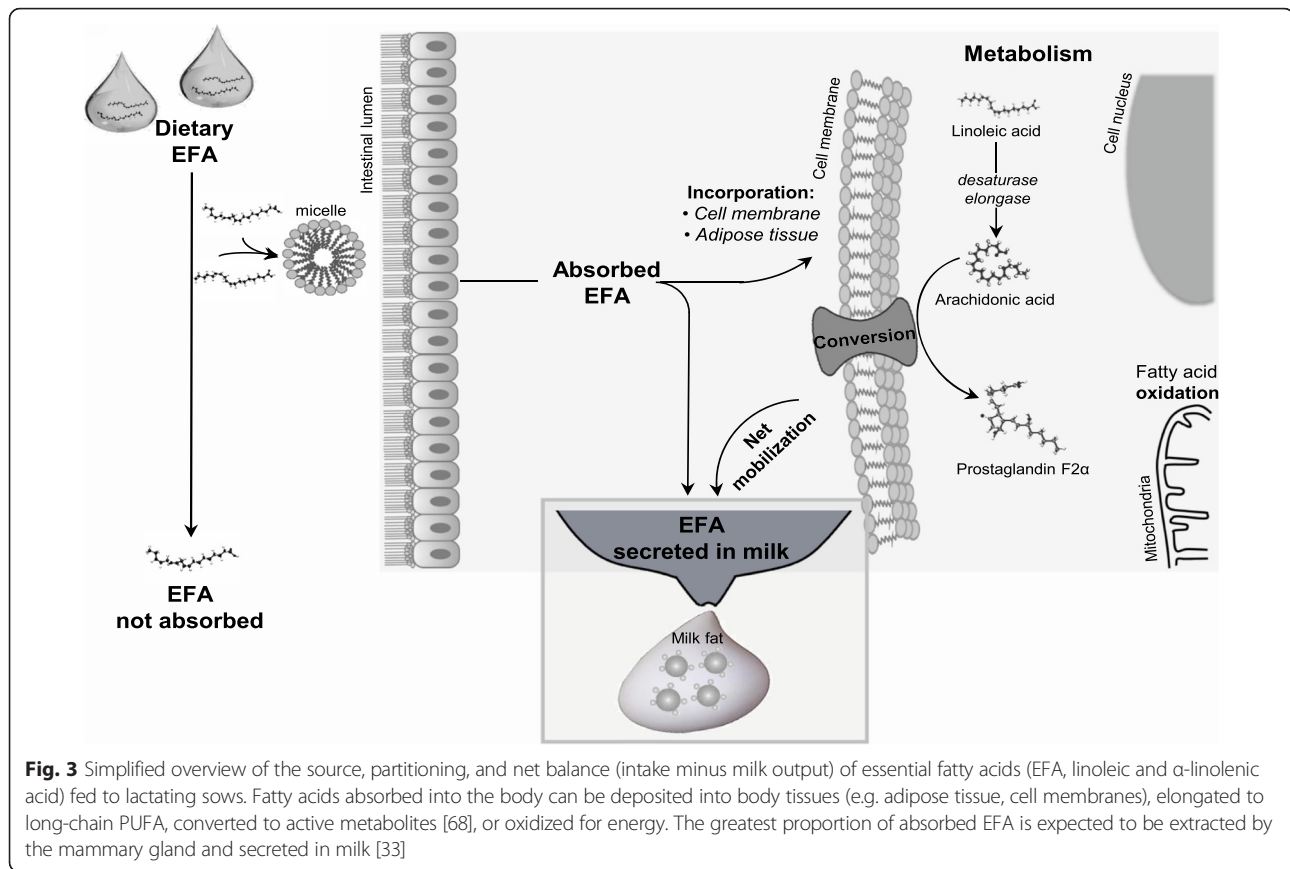 Dietary
EFA
micelle
EFA
not absorbed
Intestinal lumen
Absorbed
EFA
Incorporation:
• Cell membrane
• Adipose tissue
Cell membrane
Conversion
Net
mobilization
EFA
secreted in milk
Milk fat
Metabolism
Linoleic acid
desaturase
elongase
Arachidonic acid
Prostaglandin F2α
Cell nucleus
Fatty acid
oxidation
Mitochondria
Fig. 3 Simplified overview of the source, partitioning, and net balance (intake minus milk output) of essential fatty acids (EFA, linoleic and α-linolenic
acid) fed to lactating sows. Fatty acids absorbed into the body can be deposited into body tissues (e.g. adipose tissue, cell membranes), elongated to
long-chain PUFA, converted to active metabolites [68], or oxidized for energy. The greatest proportion of absorbed EFA is expected to be extracted by
the mammary gland and secreted in milk [33]